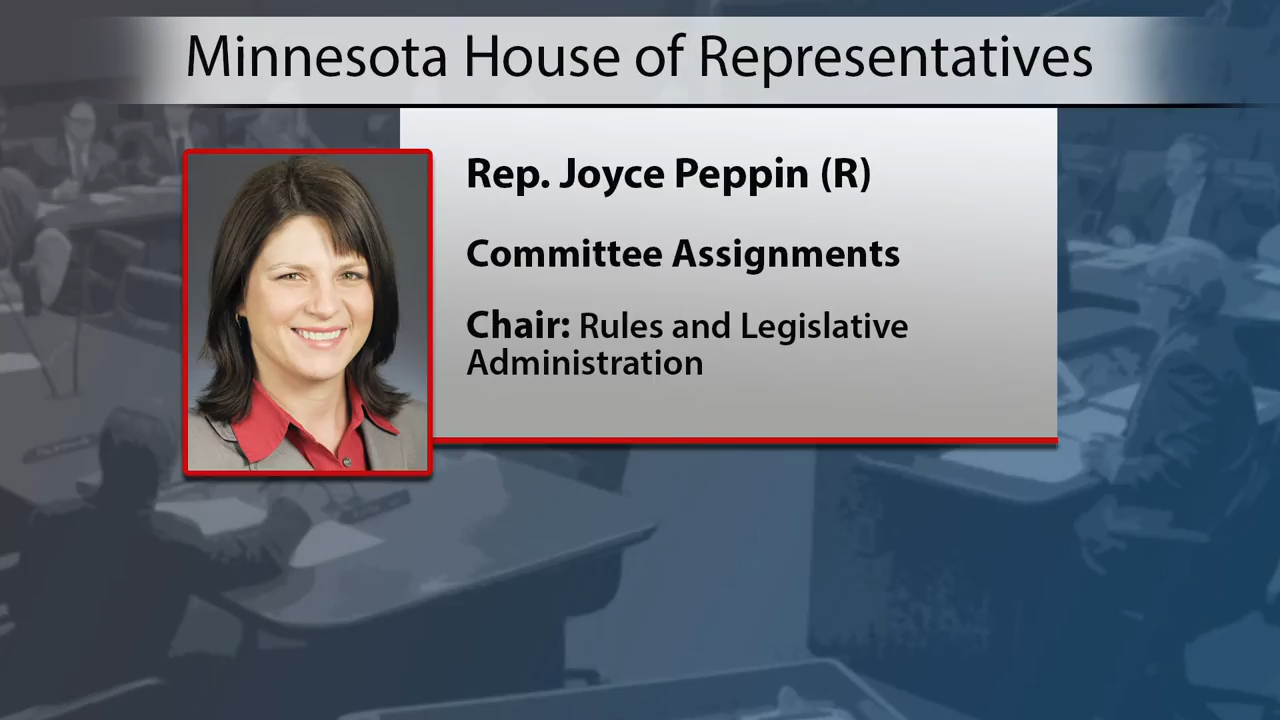 Minnesota House of Representatives
Rep. Joyce Peppin (R)
Committee Assignments
Chair: Rules and Legislative
Administration